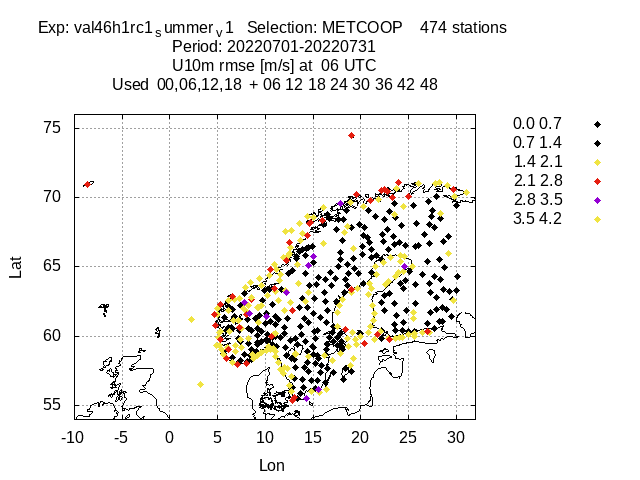 Exp: val46h1rc1summerv1 Selection: METCOOP 474 stations
Period: 20220701-20220731
U10m rmse [m/s] at 06 UTC
Used 00,06,12,18 + 06 12 18 24 30 36 42 48
0.0 0.7
0.7 1.4
1.4 2.1
2.1 2.8
2.8 3.5
3.5 4.2
75
70
65
60
55
Lat
-10 -5 0 5 10 15 20 25 30
Lon